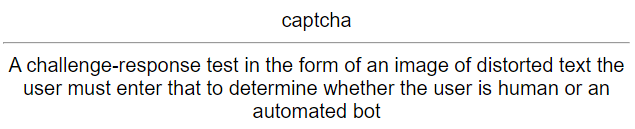 captcha
A challenge-response test in the form of an image of distorted text the
user must enter that to determine whether the user is human or an
automated bot